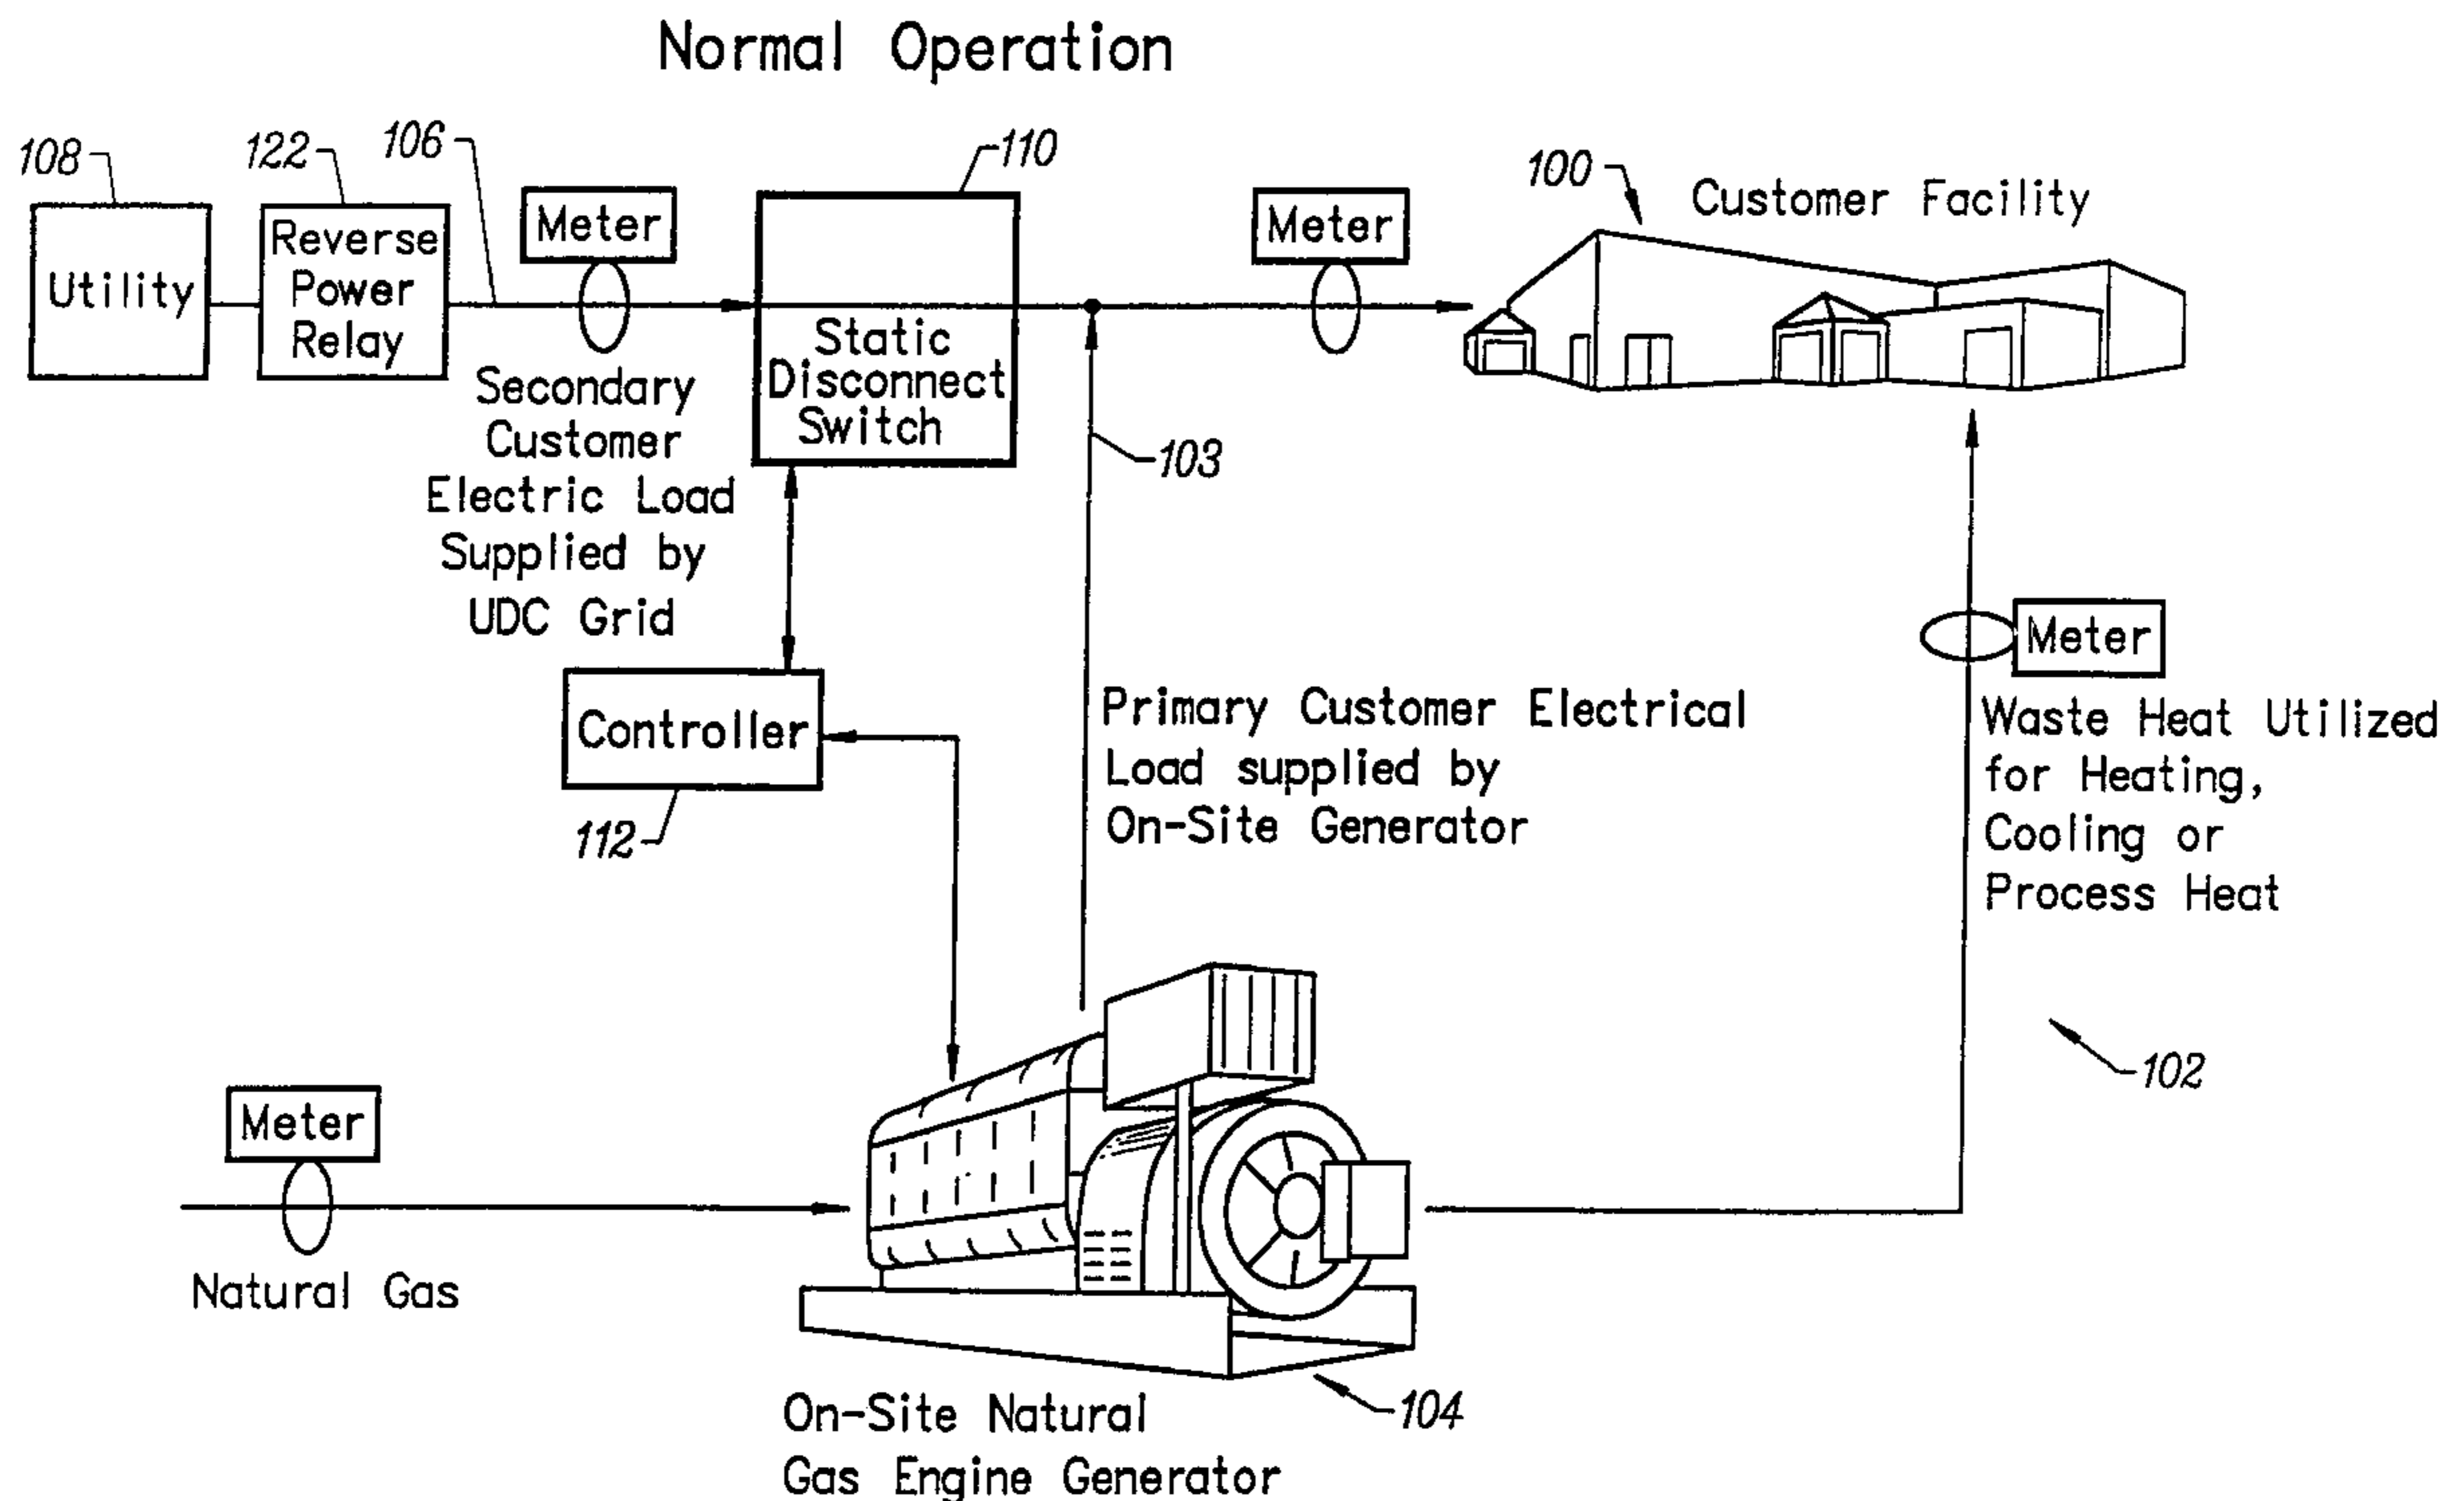 Normal Operation
108
122
106
110
100
Customer Facility
Meter
Meter
Utility
Reverse
Power
Relay
Static
Disconnect
Switch
103
Secondary
Customer
Electric Load
Supplied by
UDC Grid
Controller
112
Primary Customer Electrical
Load supplied by
On-Site Generator
Meter
Waste Heat Utilized
for Heating,
Cooling or
Process Heat
102
Meter
Natural Gas
104
On-Site Natural
Gas Engine Generator